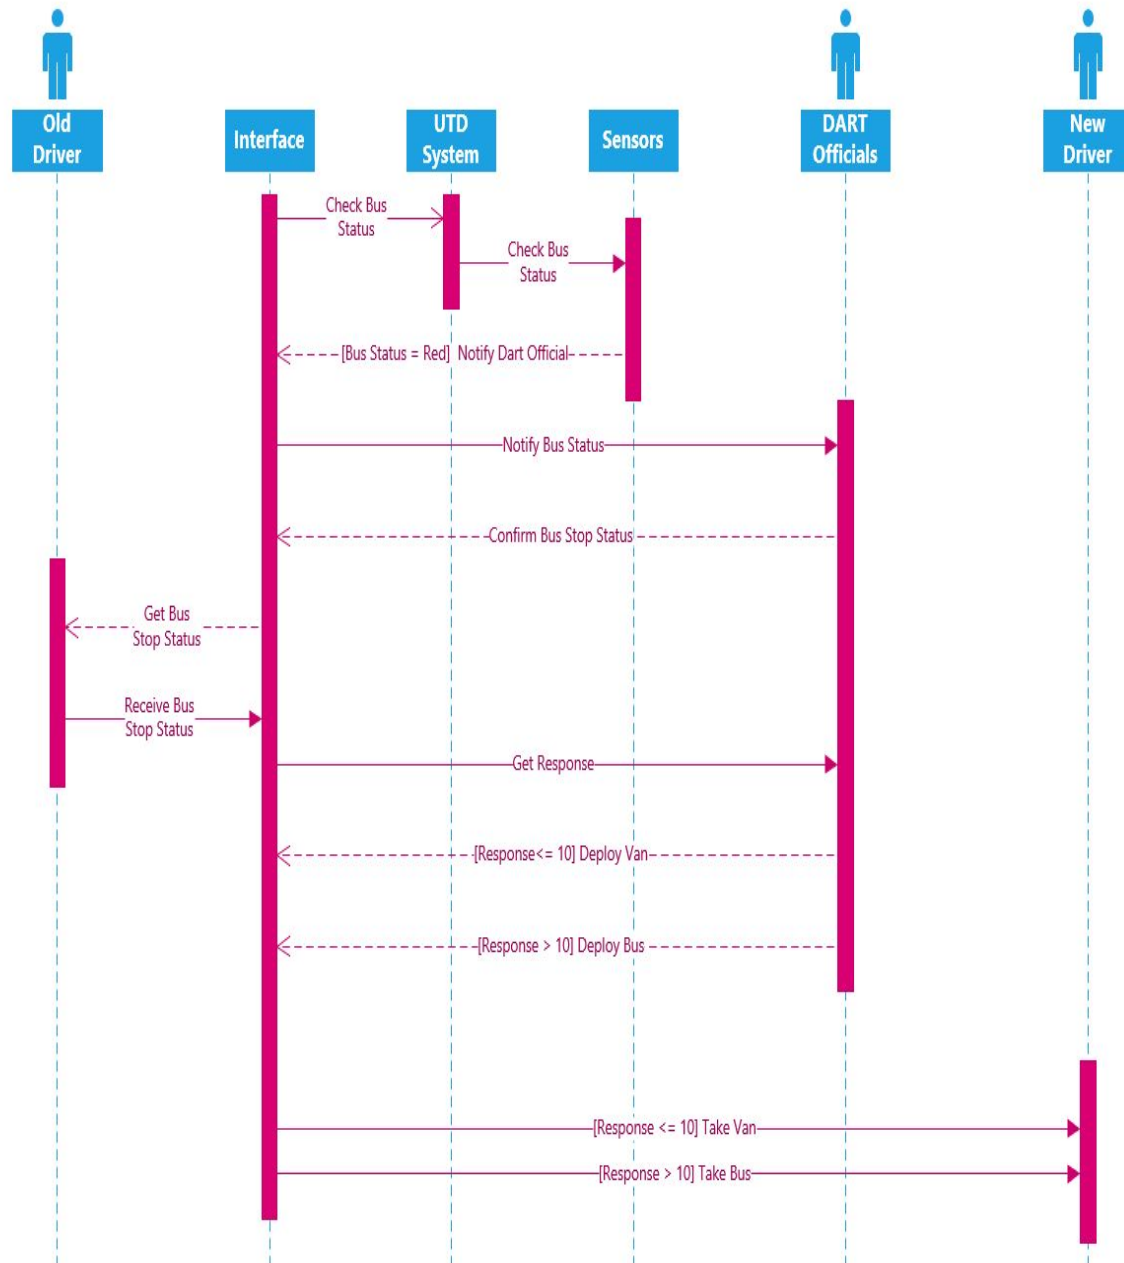 Old
Driver
Interface
UTD
System
Sensors
DART
Officials
New
Driver
Check Bus
Status
Check Bus
Status
[Bus Status = Red] Notify Dart Official
Notify Bus Status
Confirm Bus Stop Status
Get Bus
Stop Status
Receive Bus
Stop Status
Get Response
[Response<= 10] Deploy Van
[Response > 10] Deploy Bus
[Response <= 10] Take Van
[Response > 10] Take Bus